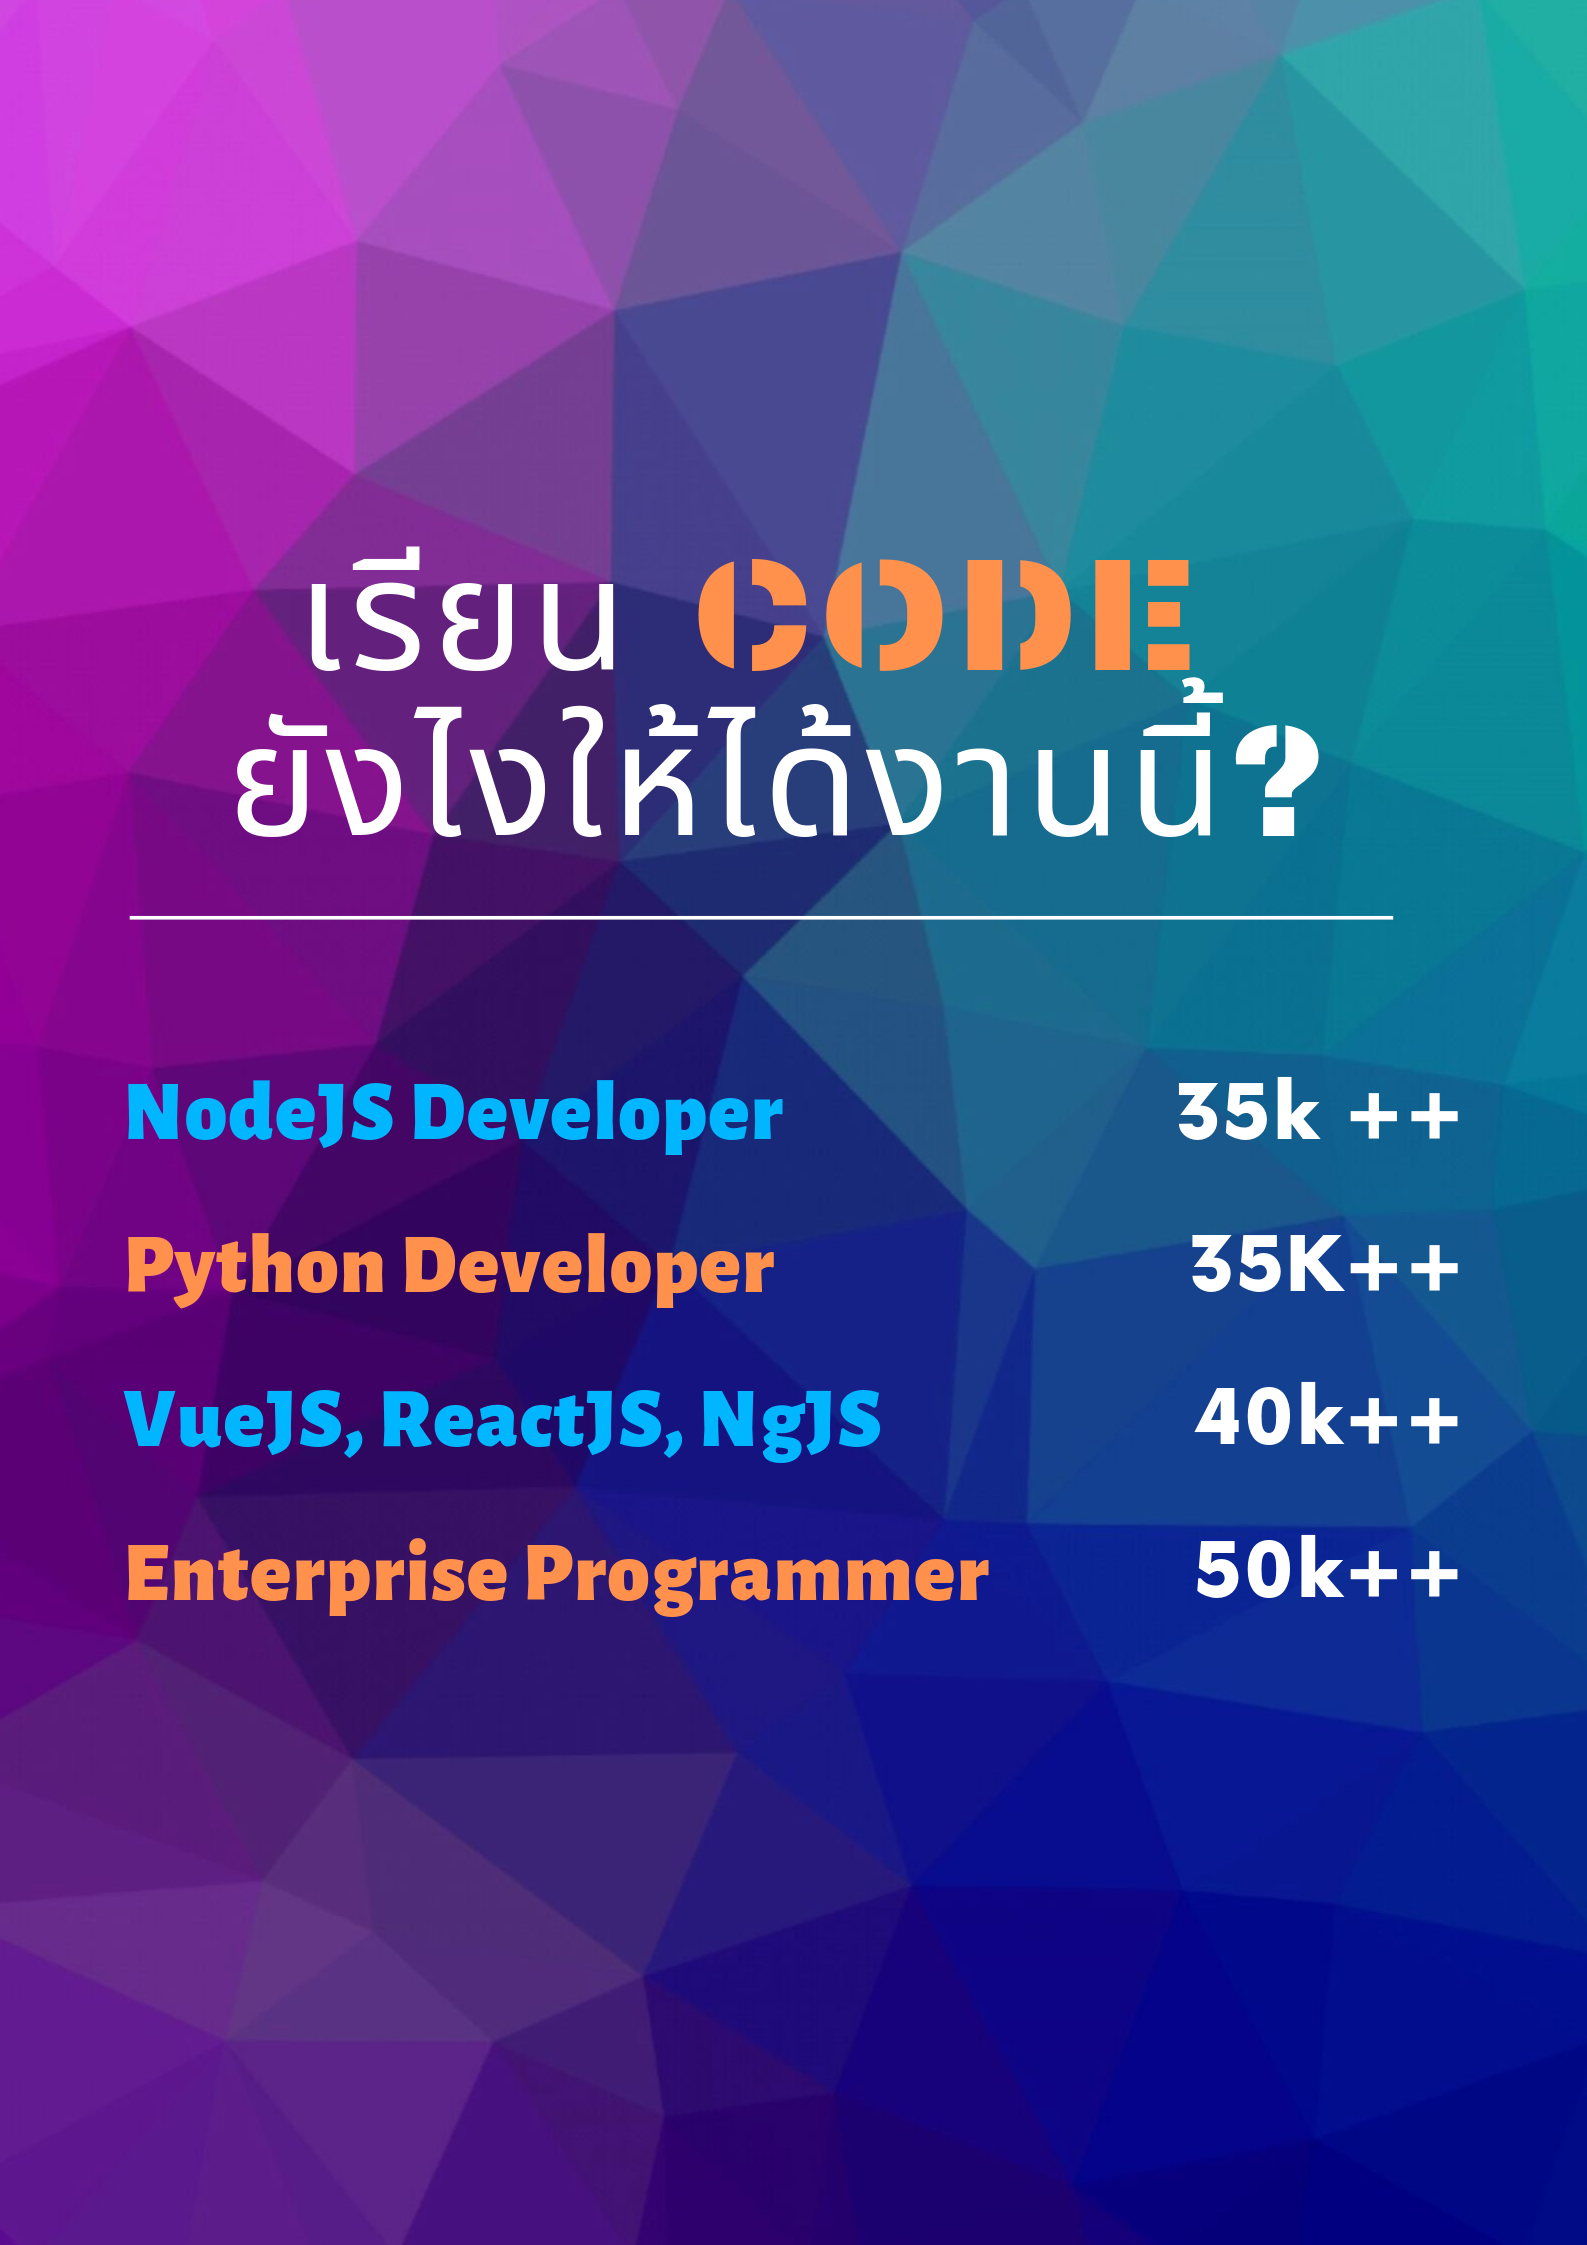 เรียน CODE
ยังไงให้ได้งานนี้?
NodeJS Developer 35k ++
Python Developer 35K++
VueJS, ReactJS, NgJS 40k++
Enterprise Programmer 50k++